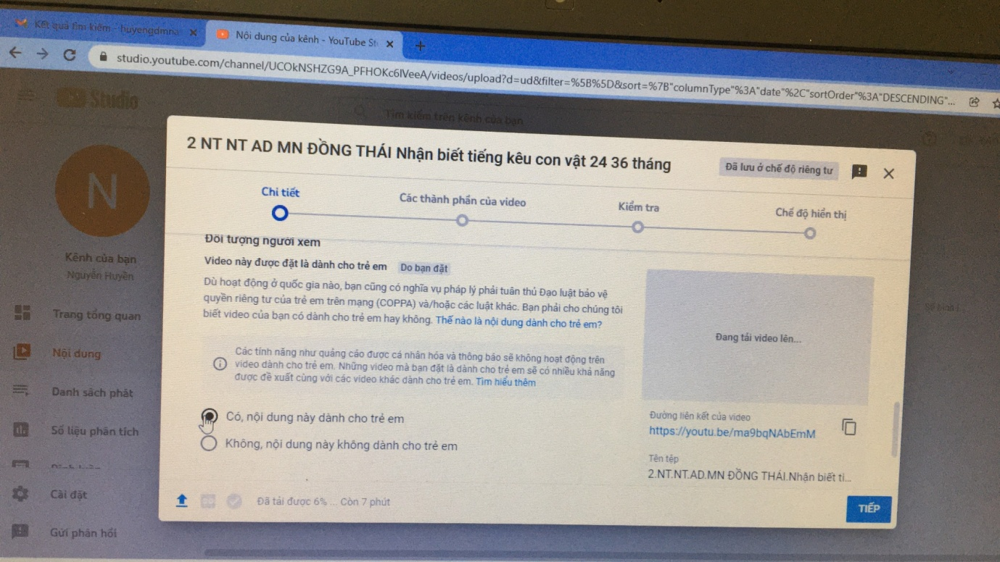 Kết quả tìm kiếm - huyengdmna
Nội dung của kênh - YouTube St
studio.youtube.com/channel/UCOkNSHZG9A_PFHOKc6lVeeA/videos/upload?d=ud&filter=%5B%5D&sort=%7B"columnType"%3A"date"%2C"sortOrder"%3A"DESCENDING"...
Studio
Tìm kiếm trên kênh của bạn
2 NT NT AD MN ĐỒNG THÁI Nhận biết tiếng kêu con vật 24 36 tháng
Đã lưu ở chế độ riêng tư
Chi tiết
Các thành phần của video
Kiểm tra
Chế độ hiển thị
N
Kênh của bạn
Nguyễn Huyền
Trang tổng quan
Nội dung
Danh sách phát
Số liệu phân tích
Cài đặt
Gửi phản hồi
Đối tượng người xem
Video này được đặt là dành cho trẻ em Do bạn đặt
Dù hoạt động ở quốc gia nào, bạn cũng có nghĩa vụ pháp lý phải tuân thủ Đạo luật bảo vệ
quyền riêng tư của trẻ em trên mạng (COPPA) và/hoặc các luật khác. Bạn phải cho chúng tôi
biết video của bạn có dành cho trẻ em hay không. Thế nào là nội dung dành cho trẻ em?
Các tính năng như quảng cáo được cá nhân hóa và thông báo sẽ không hoạt động trên
video dành cho trẻ em. Những video mà bạn đặt là dành cho trẻ em sẽ có nhiều khả năng
được đề xuất cùng với các video khác dành cho trẻ em. Tìm hiểu thêm
Có, nội dung này dành cho trẻ em
Không, nội dung này không dành cho trẻ em
Đang tải video lên...
Đường liên kết của video
https://youtu.be/ma9bqNAbEmM
Tên tệp
2.NT.NT.AD.MN ĐỒNG THÁI.Nhận biết ti...
Đã tải được 6% ... Còn 7 phút
TIẾP